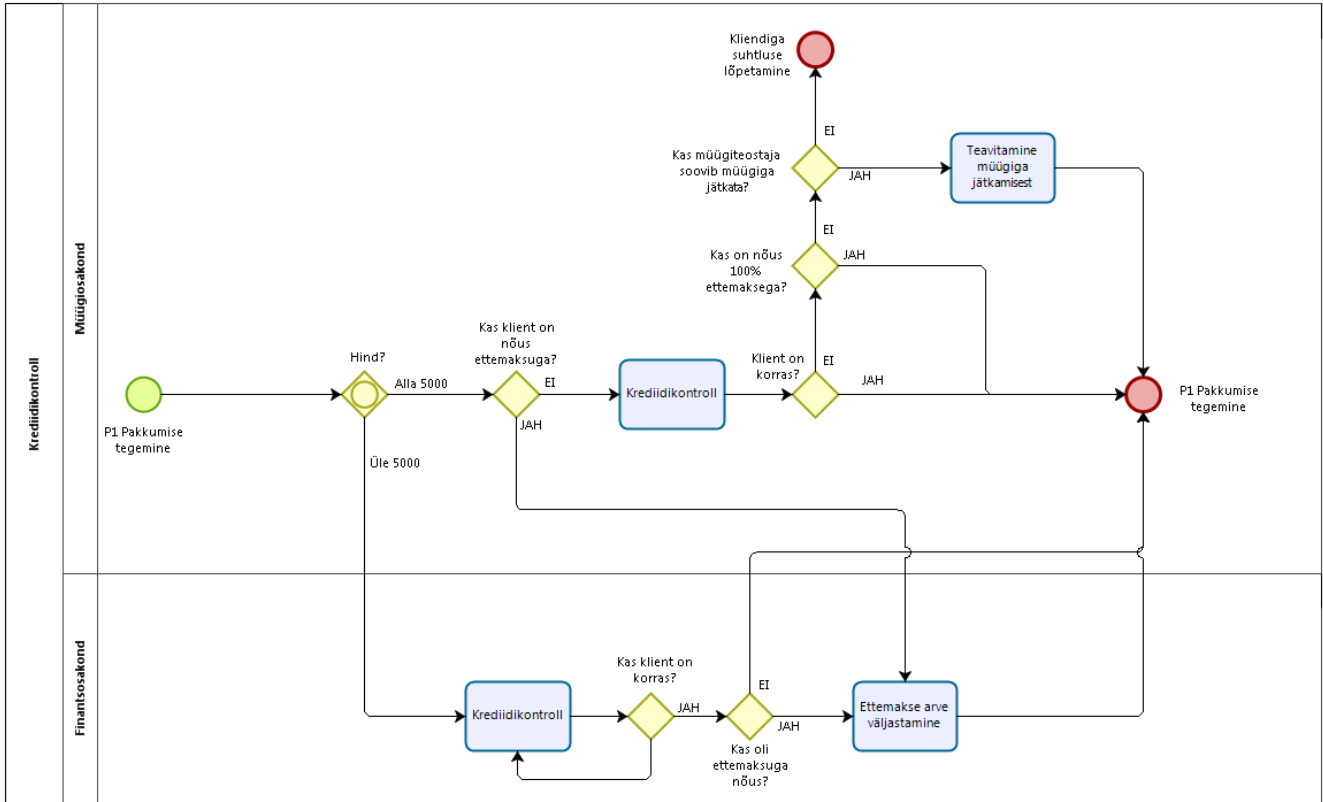 Krediidikontroll
Müügiosakond
Kliendiga
suhtluse
lõpetamine
EI
Kas müügiteostaja
soovib müügiga
jätkata?
JAH
Teavitamine
müügiga
jätkamisest
EI
Kas on nõus
100%
ettemaksega?
JAH
Kas klient on
nõus
ettemaksuga?
Hind?
Alla 5000
EI
Krediidikontroll
Klient on
korras?
EI
JAH
P1 Pakkumise
tegemine
P1 Pakkumise
tegemine
JAH
Üle 5000
Finantsosakond
Kas klient on
korras?
EI
Krediidikontroll
JAH
JAH
Ettemakse arve
väljastamine
Kas oli
ettemaksuga
nõus?